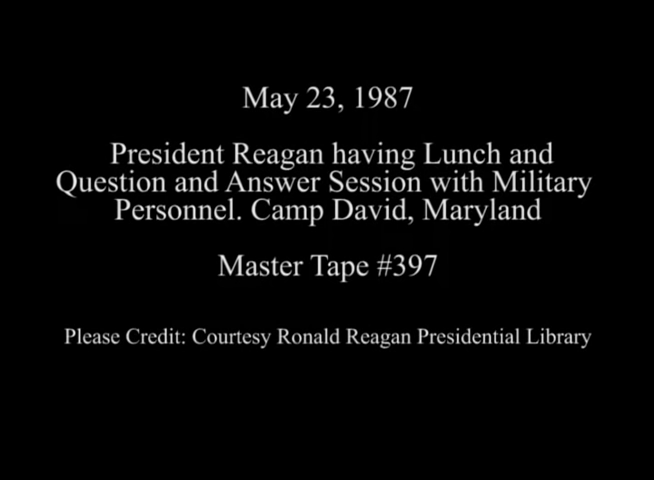 May 23, 1987
President Reagan having Lunch and
Question and Answer Session with Military
Personnel. Camp David, Maryland
Master Tape #397
Please Credit: Courtesy Ronald Reagan Presidential Library